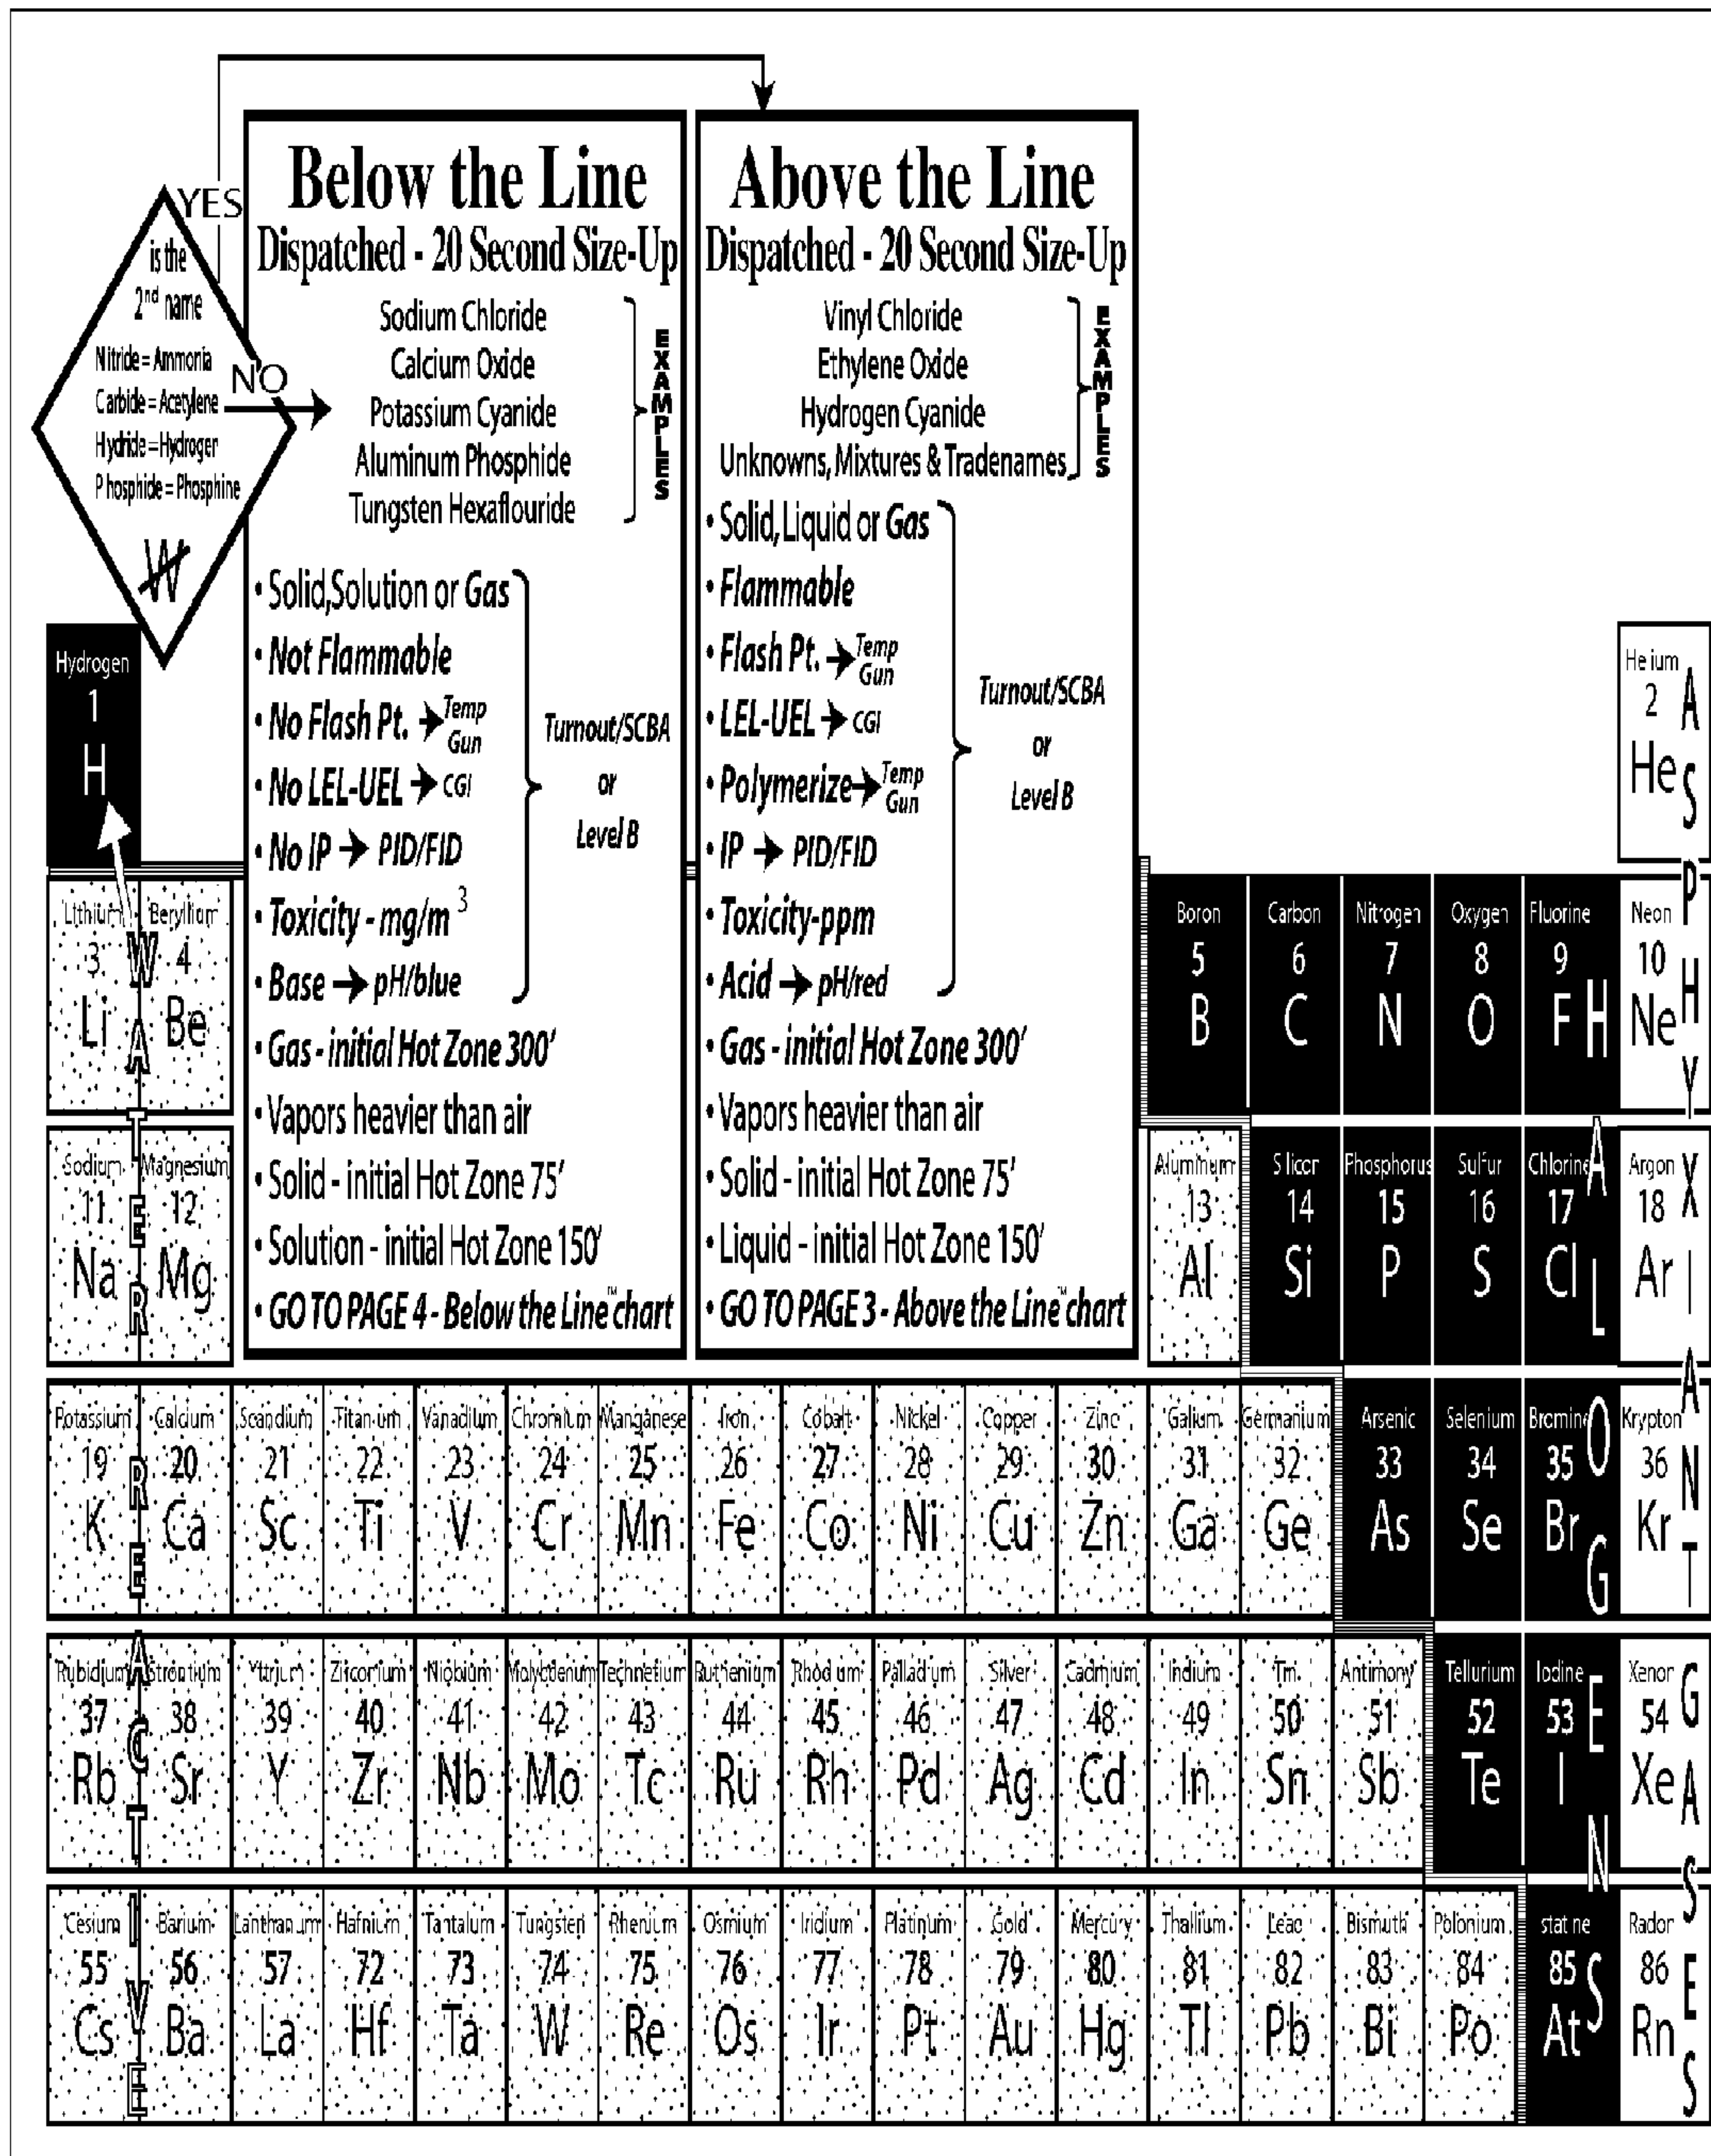 YES
is the
2nd name
Nitride = Ammonia
Carbide = Acetylene
Hydride = Hydrogen
Phosphide = Phosphine
W
NO
Below the Line
Dispatched - 20 Second Size-Up
Sodium Chloride
Calcium Oxide
Potassium Cyanide
Aluminum Phosphide
Tungsten Hexaflouride
EXAMPLES
• Solid, Solution or Gas
• Not Flammable
• No Flash Pt. → Temp Gun
• No LEL-UEL → CGI
• No IP → PID/FID
• Toxicity - mg/m 3
• Base → pH/blue
Turnout/SCBA
or
Level B
• Gas - initial Hot Zone 300'
• Vapors heavier than air
• Solid - initial Hot Zone 75'
• Solution - initial Hot Zone 150'
• GO TO PAGE 4 - Below the Line™ chart
Above the Line
Dispatched - 20 Second Size-Up
Vinyl Chloride
Ethylene Oxide
Hydrogen Cyanide
Unknowns, Mixtures & Tradenames
EXAMPLES
• Solid, Liquid or Gas
• Flammable
• Flash Pt. → Temp Gun
• LEL-UEL → CGI
• Polymerize → Temp Gun
• IP → PID/FID
• Toxicity-ppm
• Acid → pH/red
Turnout/SCBA
or
Level B
• Gas - initial Hot Zone 300'
• Vapors heavier than air
• Solid - initial Hot Zone 75'
• Liquid - initial Hot Zone 150'
• GO TO PAGE 3 - Above the Line™ chart
Hydrogen Helium
1 2
H He
Lithium Beryllium Boron Carbon Nitrogen Oxygen Fluorine Neon
3 4 5 6 7 8 9 10
Li Be B C N O F Ne
Sodium Magnesium Aluminum Silicon Phosphorus Sulfur Chlorine Argon
11 12 13 14 15 16 17 18
Na Mg Al Si P S Cl Ar
Potassium Calcium Scandium Titanium Vanadium Chromium Manganese Iron Cobalt Nickel Copper Zinc Galium Germanium Arsenic Selenium Bromine Krypton
19 20 21 22 23 24 25 26 27 28 29 30 31 32 33 34 35 36
K Ca Sc Ti V Cr Mn Fe Co Ni Cu Zn Ga Ge As Se Br Kr
Rubidium Strontium Yttrium Zirconium Niobium Molybdenum Technetium Ruthenium Rhodium Palladium Silver Cadmium Indium Tin Antimony Tellurium Iodine Xenon
37 38 39 40 41 42 43 44 45 46 47 48 49 50 51 52 53 54
Rb Sr Y Zr Nb Mo Tc Ru Rh Pd Ag Cd In Sn Sb Te I Xe
Cesium Barium Lanthanum Hafnium Tantalum Tungsten Rhenium Osmium Iridium Platinum Gold Mercury Thallium Lead Bismuth Polonium statine Radon
55 56 57 72 73 74 75 76 77 78 79 80 81 82 83 84 85 86
Cs Ba La Hf Ta W Re Os Ir Pt Au Hg Tl Pb Bi Po At Rn
WATER REACTIVE
HALOGENS
ASPHYXIANT GASSES